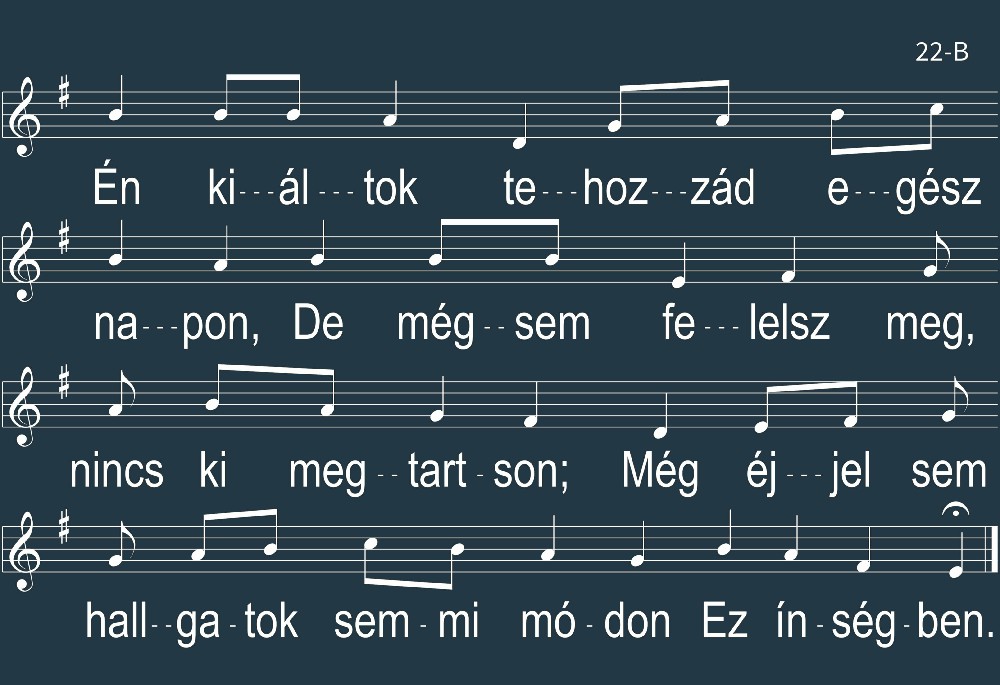 22-B
Én ki---ál---tok te---hoz---zád e---gész
na---pon, De még--sem fe---lelsz meg,
nincs ki meg--tart-son; Még éj---jel sem
hall--ga-tok sem-mi mó-don Ez ín-ség-ben.